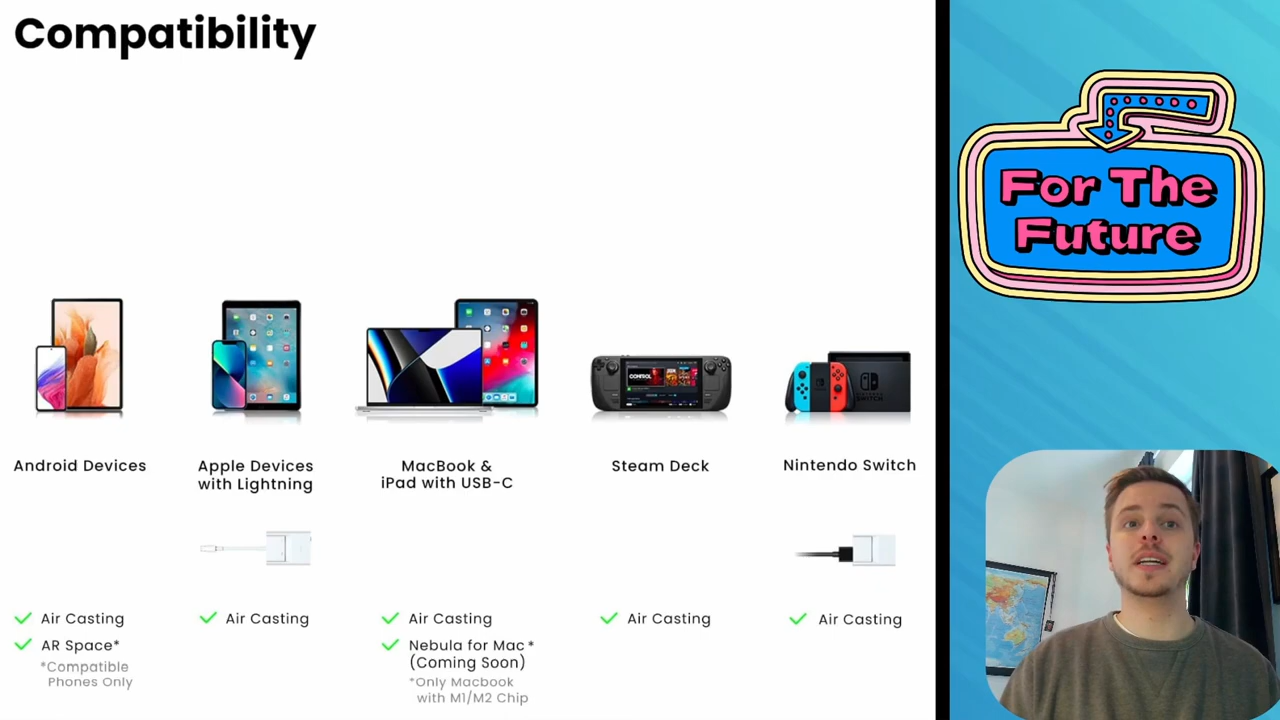 Compatibility
For The
Future
CONTROL
Android Devices
Apple Devices
with Lightning
MacBook &
iPad with USB-C
Steam Deck
Nintendo Switch
Air Casting
AR Space*
*Compatible
Phones Only
Air Casting
Air Casting
Nebula for Mac*
(Coming Soon)
*Only Macbook
with M1/M2 Chip
Air Casting
Air Casting